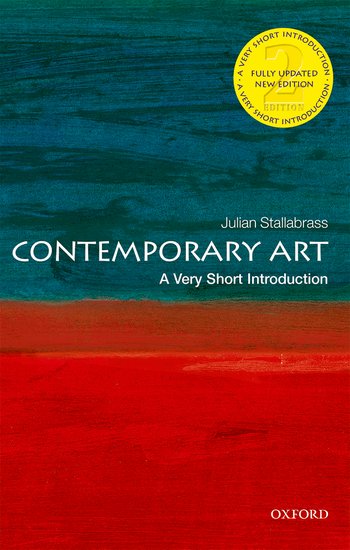 A VERY SHORT INTRODUCTION ·
2
FULLY UPDATED
NEW EDITION
EDITION
A VERY SHORT INTRODUCTION ·
Julian Stallabrass
CONTEMPORARY ART
A Very Short Introduction
OXFORD